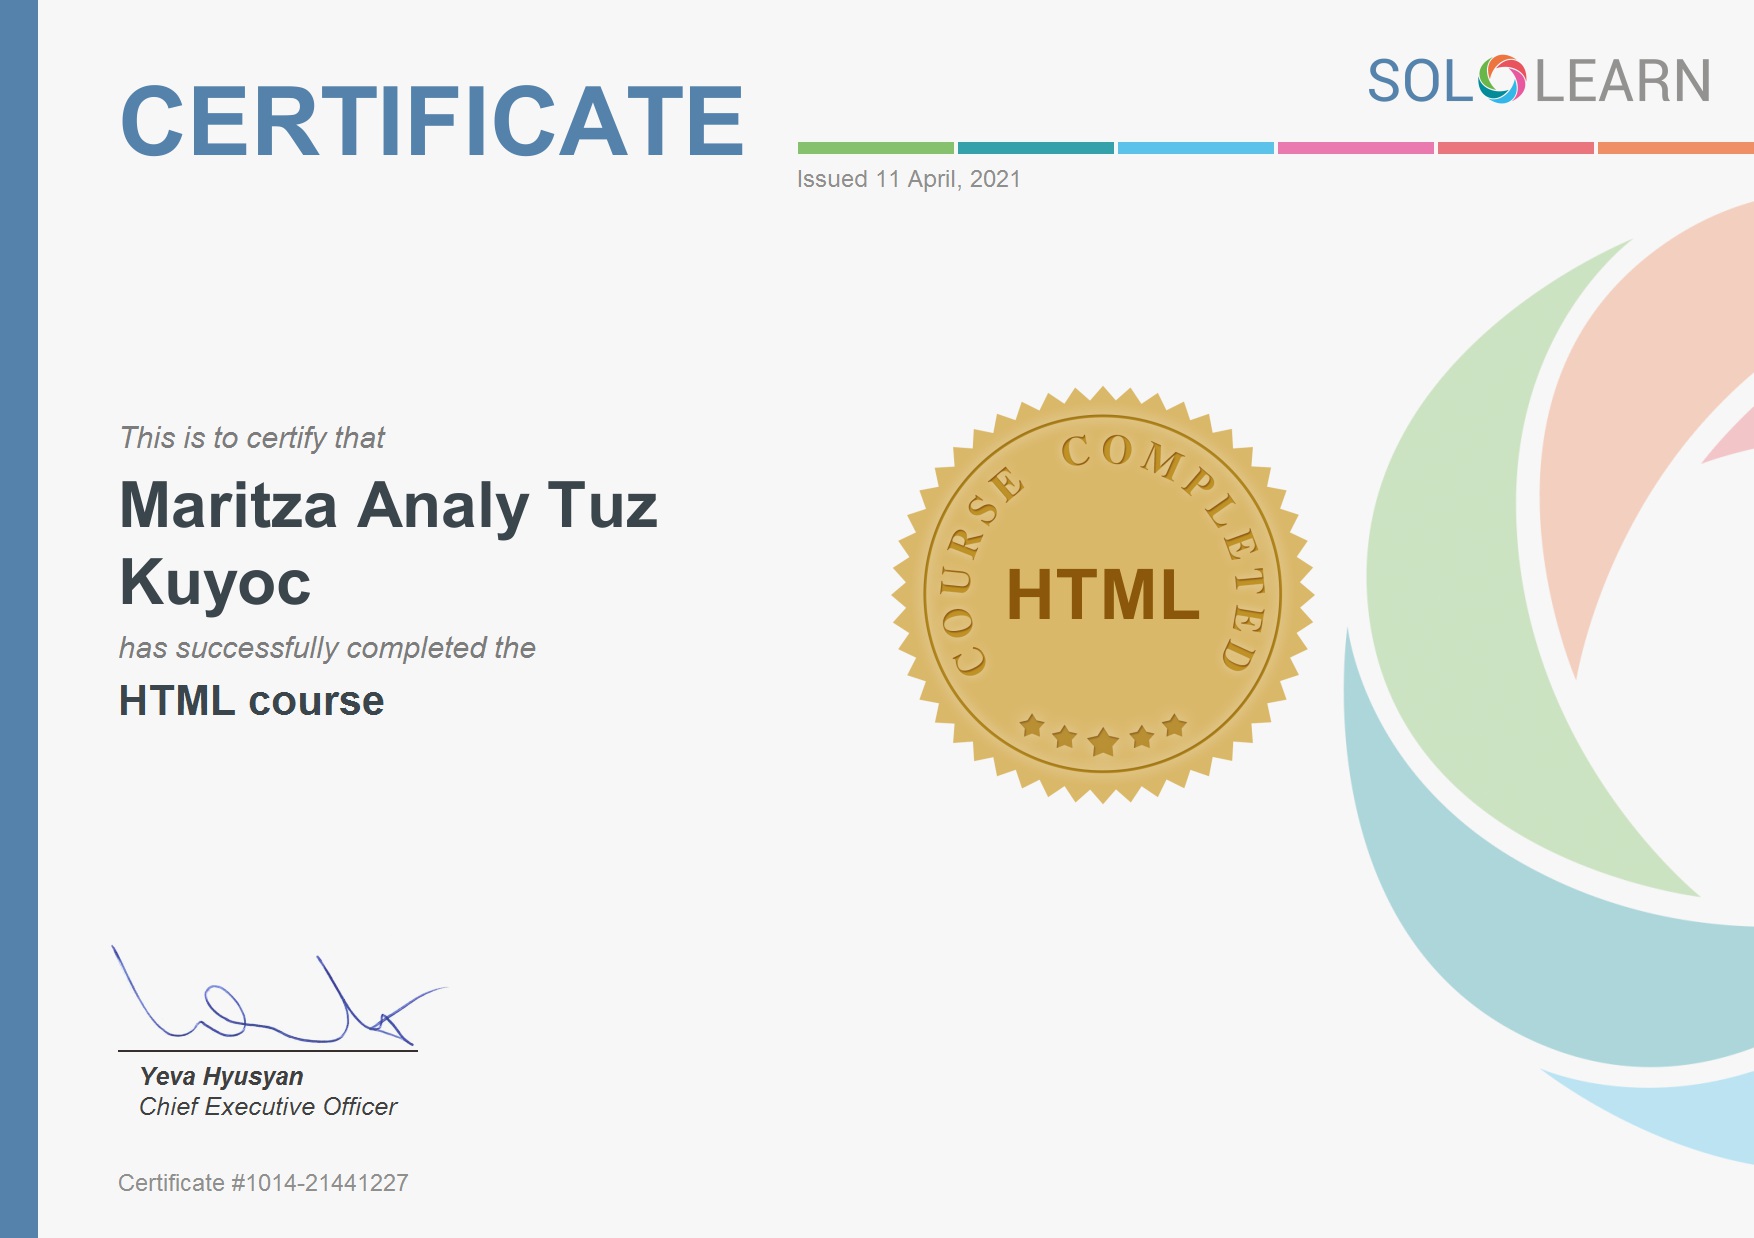 CERTIFICATE
SOLOLEARN
Issued 11 April, 2021
This is to certify that
Maritza Analy Tuz
Kuyoc
has successfully completed the
HTML course
COURSE COMPLETED
HTML
Yeva Hyusyan
Chief Executive Officer
Certificate #1014-21441227